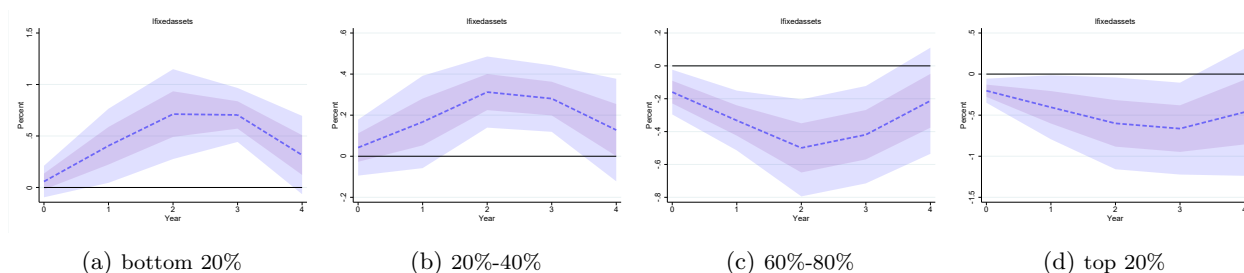 lfixedassets
Percent
1.5
1
.5
0
0 1 2 3 4
Year
(a) bottom 20%
lfixedassets
Percent
.6
.4
.2
0
-.2
0 1 2 3 4
Year
(b) 20%-40%
lfixedassets
Percent
.2
0
-.2
-.4
-.6
-.8
0 1 2 3 4
Year
(c) 60%-80%
lfixedassets
Percent
.5
0
-.5
-1
-1.5
0 1 2 3 4
Year
(d) top 20%